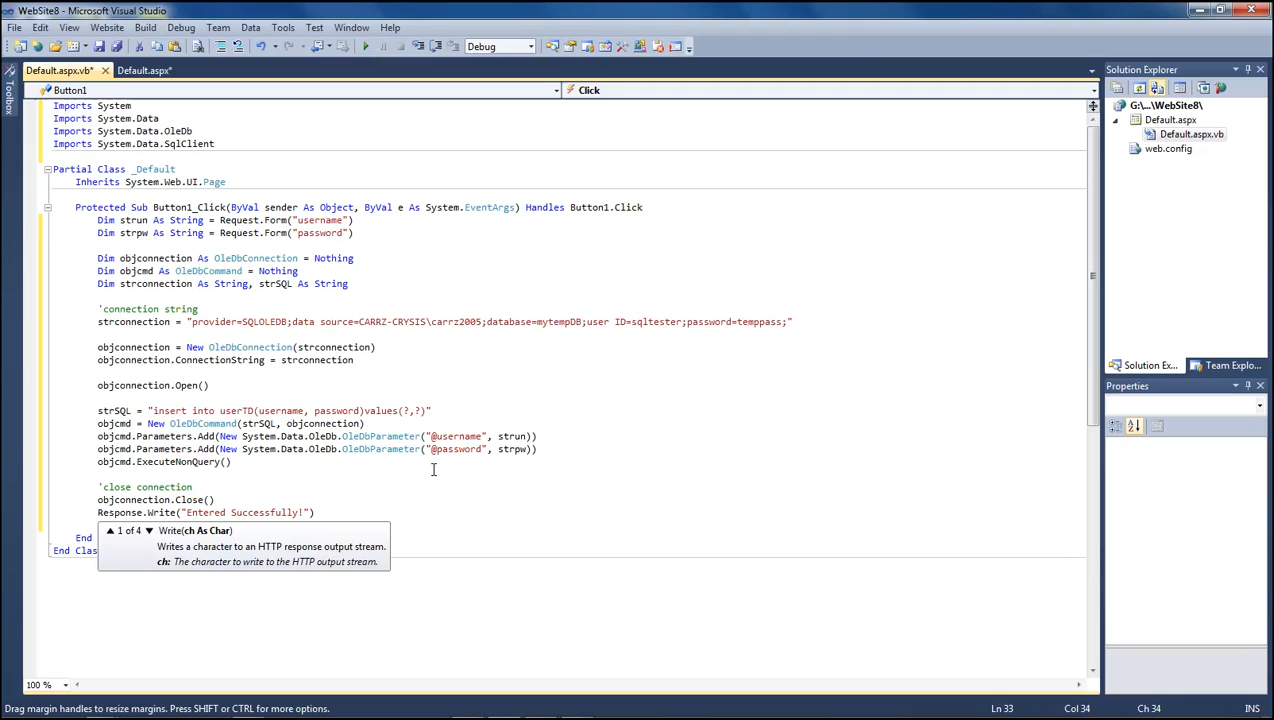 WebSite8 - Microsoft Visual Studio
File Edit View Website Build Debug Team Data Tools Test Window Help
Debug
Default.aspx.vb* Default.aspx*
Solution Explorer
Toolbox
Button1
Click
G:\...\WebSite8\
Default.aspx
Default.aspx.vb
web.config
Imports System
Imports System.Data
Imports System.Data.OleDb
Imports System.Data.SqlClient
Partial Class _Default
Inherits System.Web.UI.Page
Protected Sub Button1_Click(ByVal sender As Object, ByVal e As System.EventArgs) Handles Button1.Click
Dim strun As String = Request.Form("username")
Dim strpw As String = Request.Form("password")
Dim objconnection As OleDbConnection = Nothing
Dim objcmd As OleDbCommand = Nothing
Dim strconnection As String, strSQL As String
'connection string
strconnection = "provider=SQLOLEDB;data source=CARRZ-CRYSIS\carrz2005;database=mytempDB;user ID=sqltester;password=temppass;"
objconnection = New OleDbConnection(strconnection)
objconnection.ConnectionString = strconnection
objconnection.Open()
strSQL = "insert into userTD(username, password)values(?,?)"
objcmd = New OleDbCommand(strSQL, objconnection)
objcmd.Parameters.Add(New System.Data.OleDb.OleDbParameter("@username", strun))
objcmd.Parameters.Add(New System.Data.OleDb.OleDbParameter("@password", strpw))
objcmd.ExecuteNonQuery()
'close connection
objconnection.Close()
Response.Write("Entered Successfully!")
End
End Clas
1 of 4 Write(ch As Char)
Writes a character to an HTTP response output stream.
ch: The character to write to the HTTP output stream.
Solution Ex... Team Explo...
Properties
100 %
Drag margin handles to resize margins. Press SHIFT or CTRL for more options.
Ln 33 Col 34 Ch 34 INS